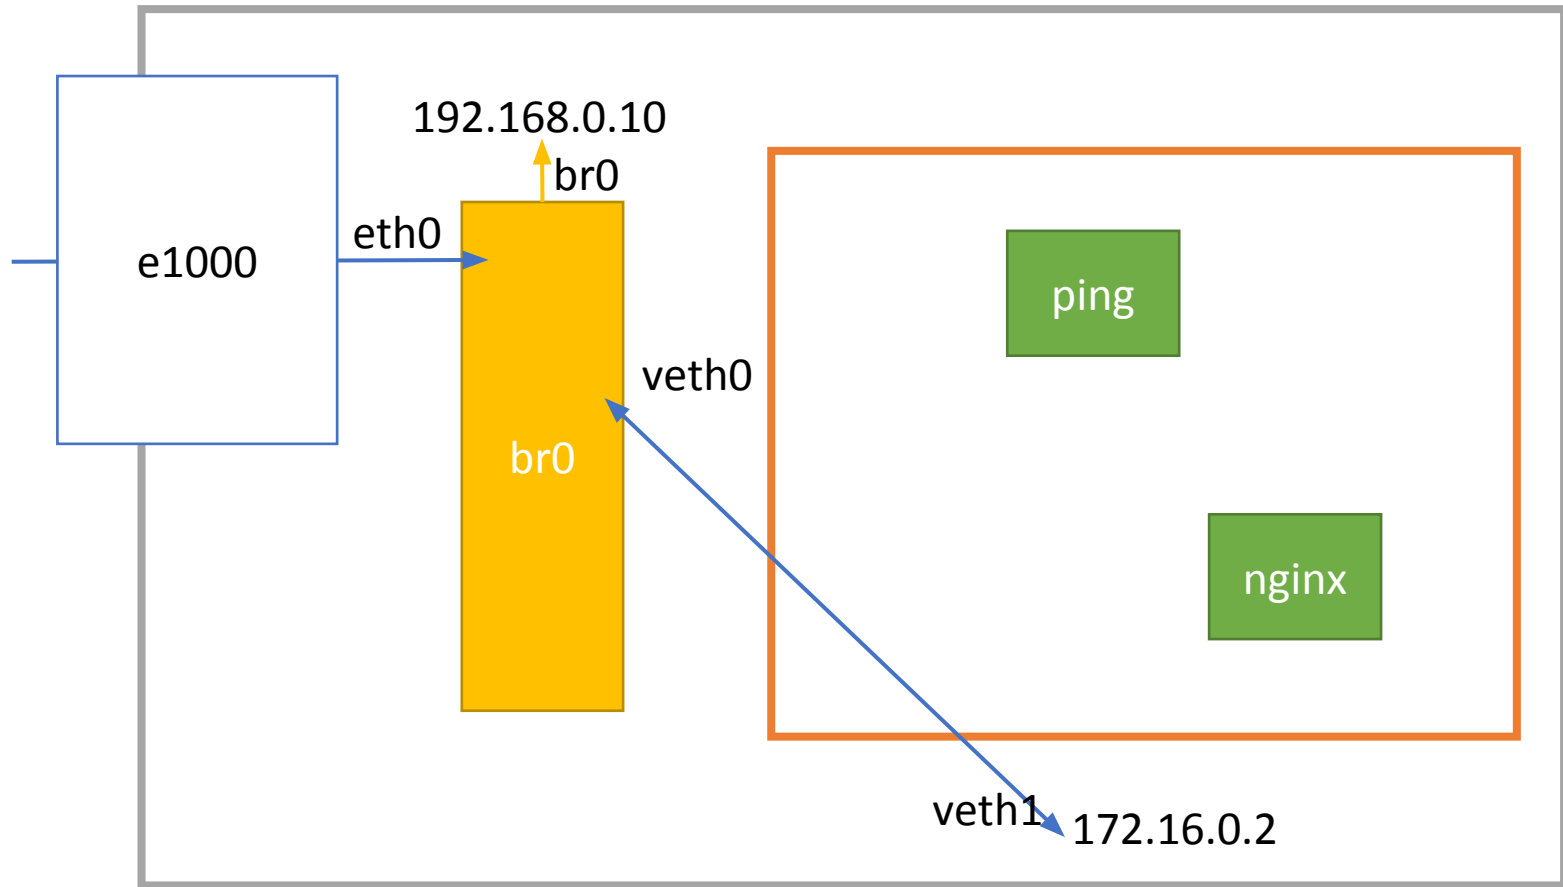 192.168.0.10
br0
eth0
e1000
ping
veth0
br0
nginx
veth1
172.16.0.2